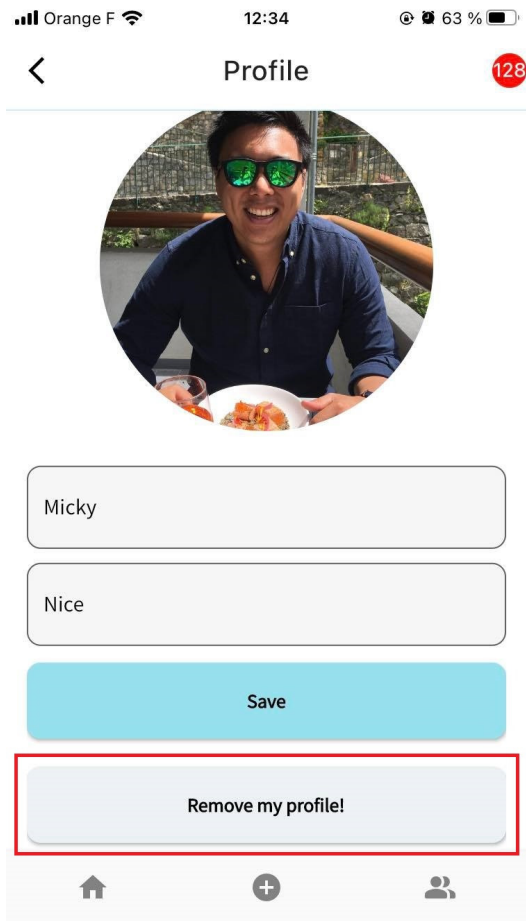 Orange F 12:34 63 %
Profile 128
Micky
Nice
Save
Remove my profile!